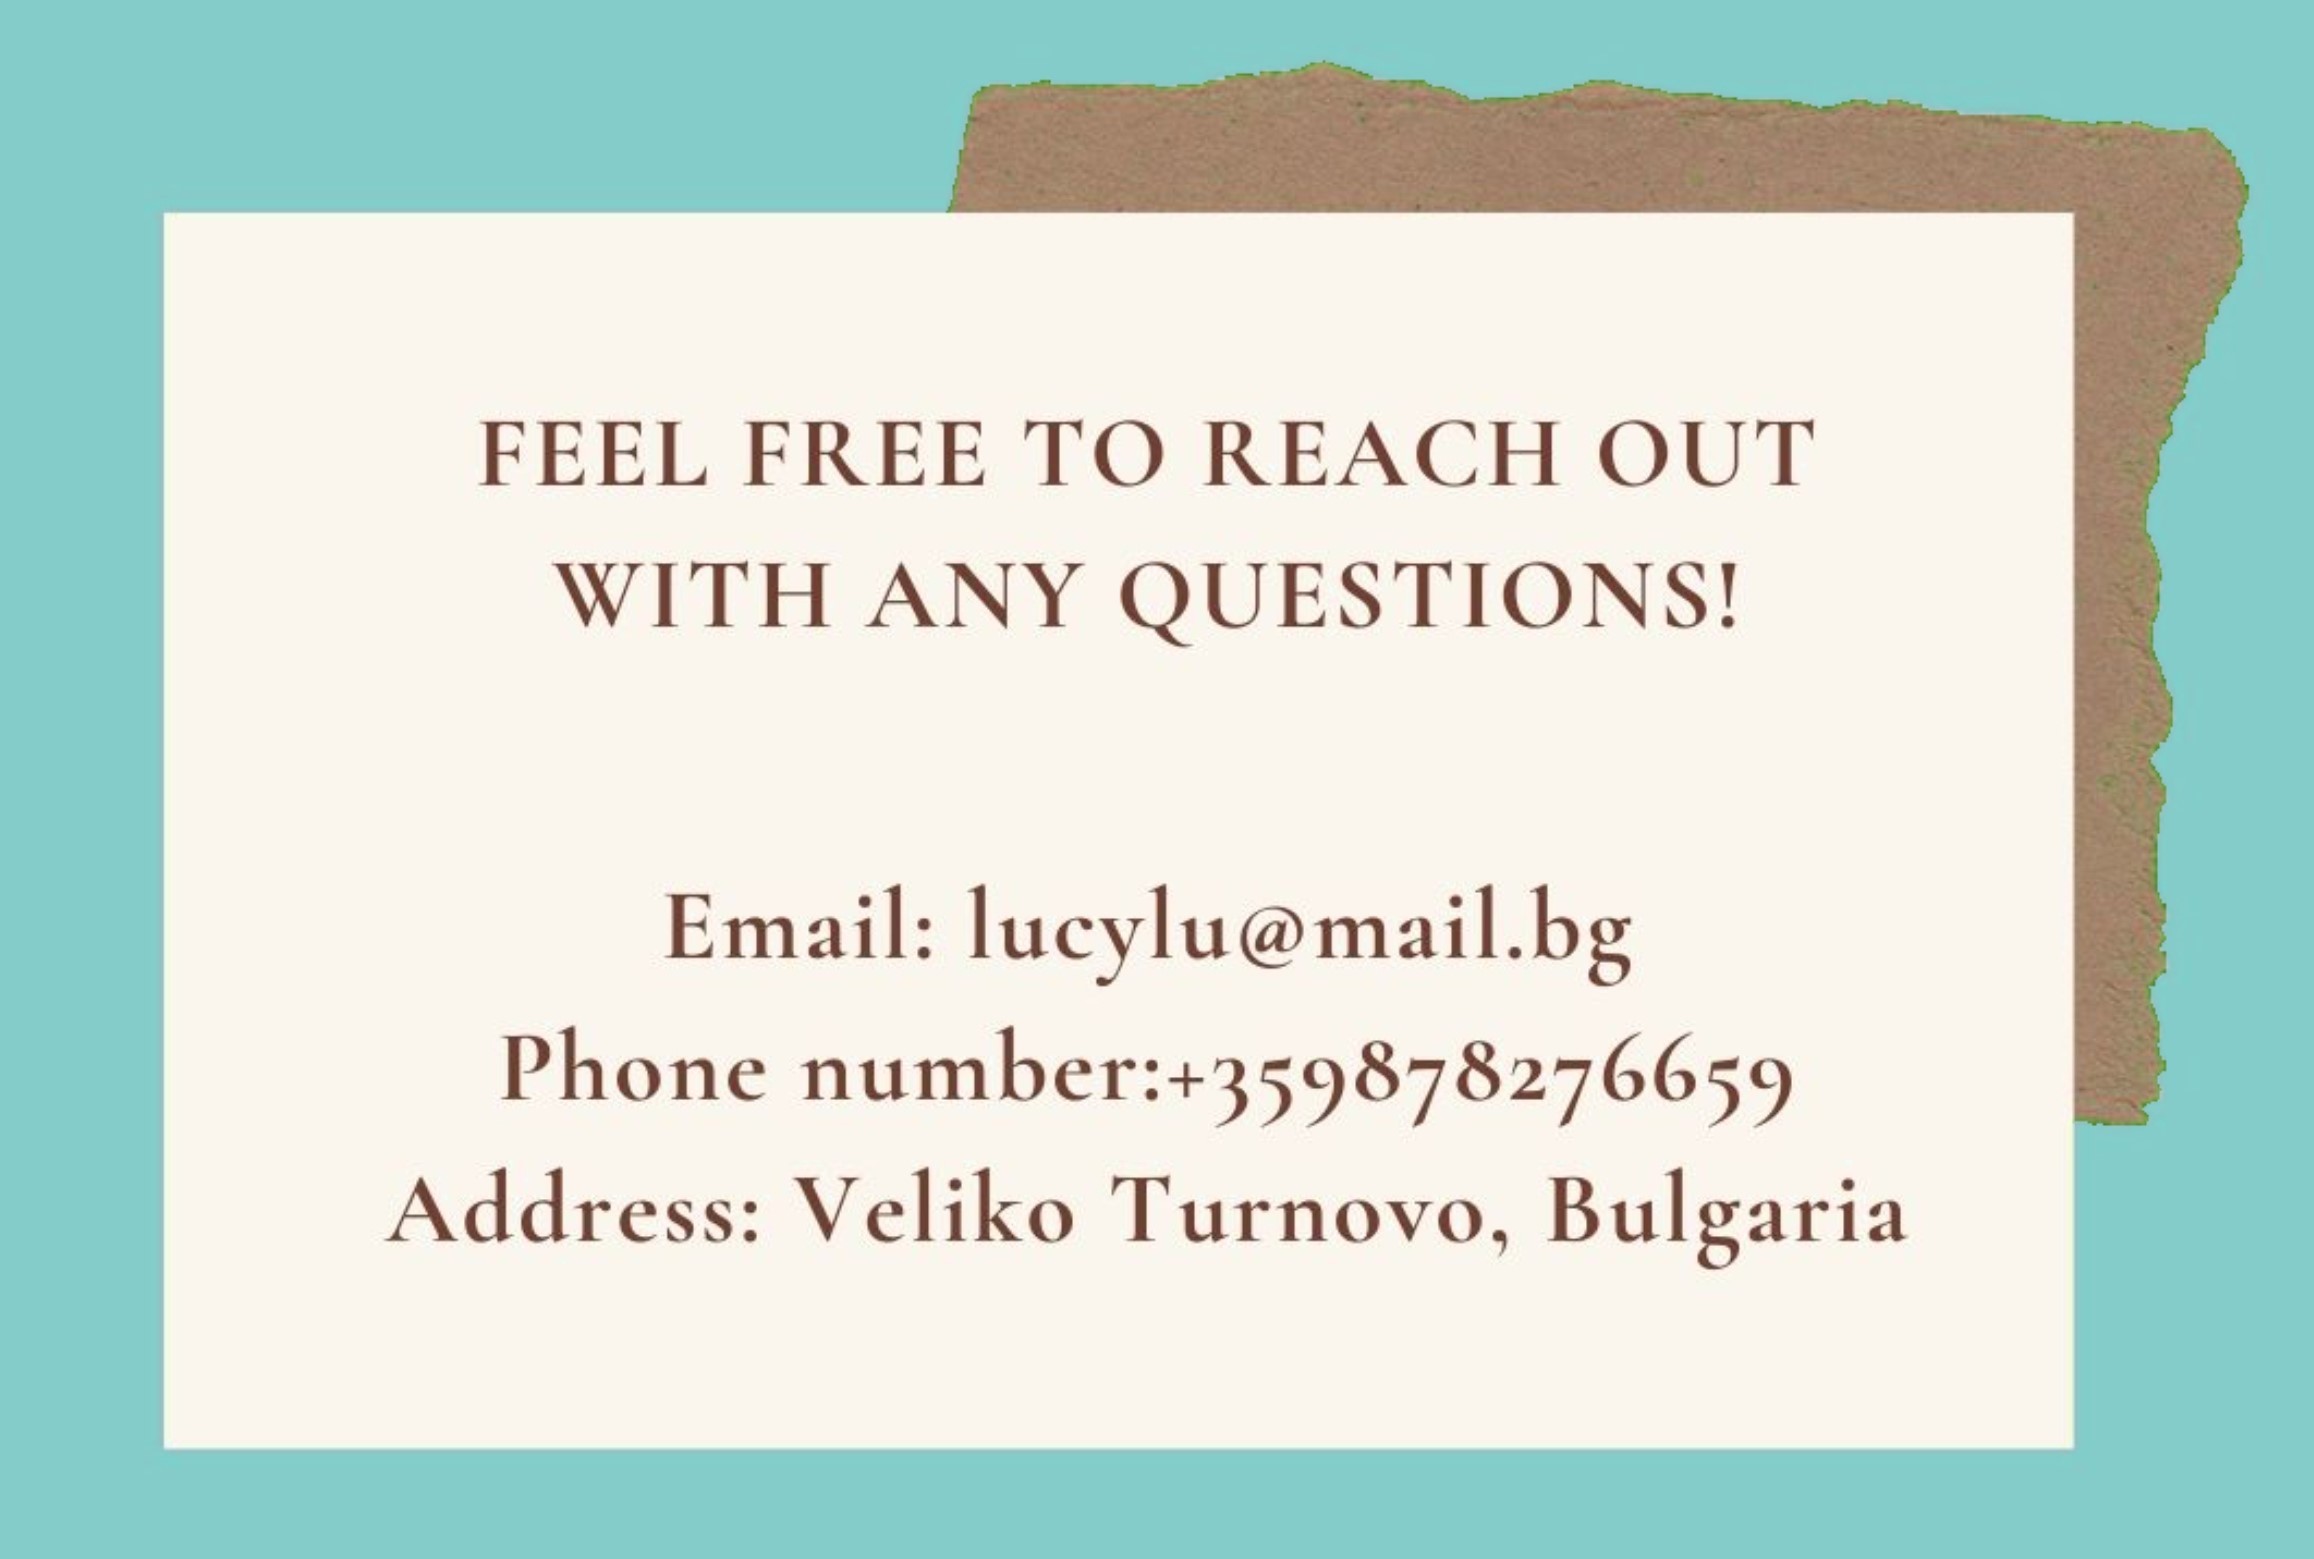 FEEL FREE TO REACH OUT
WITH ANY QUESTIONS!
Email: lucylu@mail.bg
Phone number:+359878276659
Address: Veliko Turnovo, Bulgaria